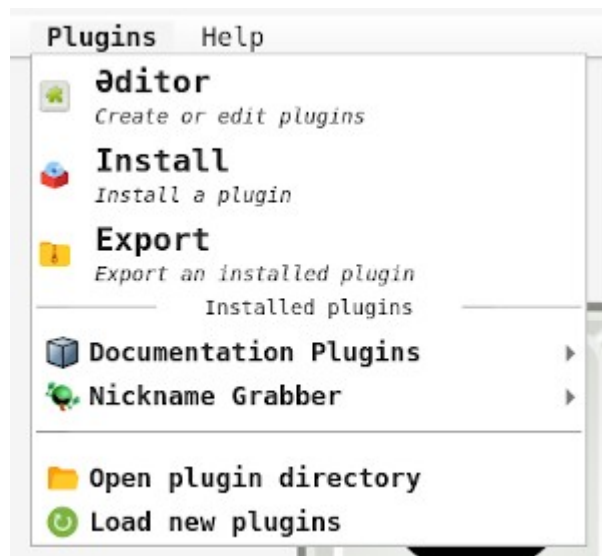 Plugins Help
Əditor
Create or edit plugins
Install
Install a plugin
Export
Export an installed plugin
Installed plugins
Documentation Plugins
Nickname Grabber
Open plugin directory
Load new plugins